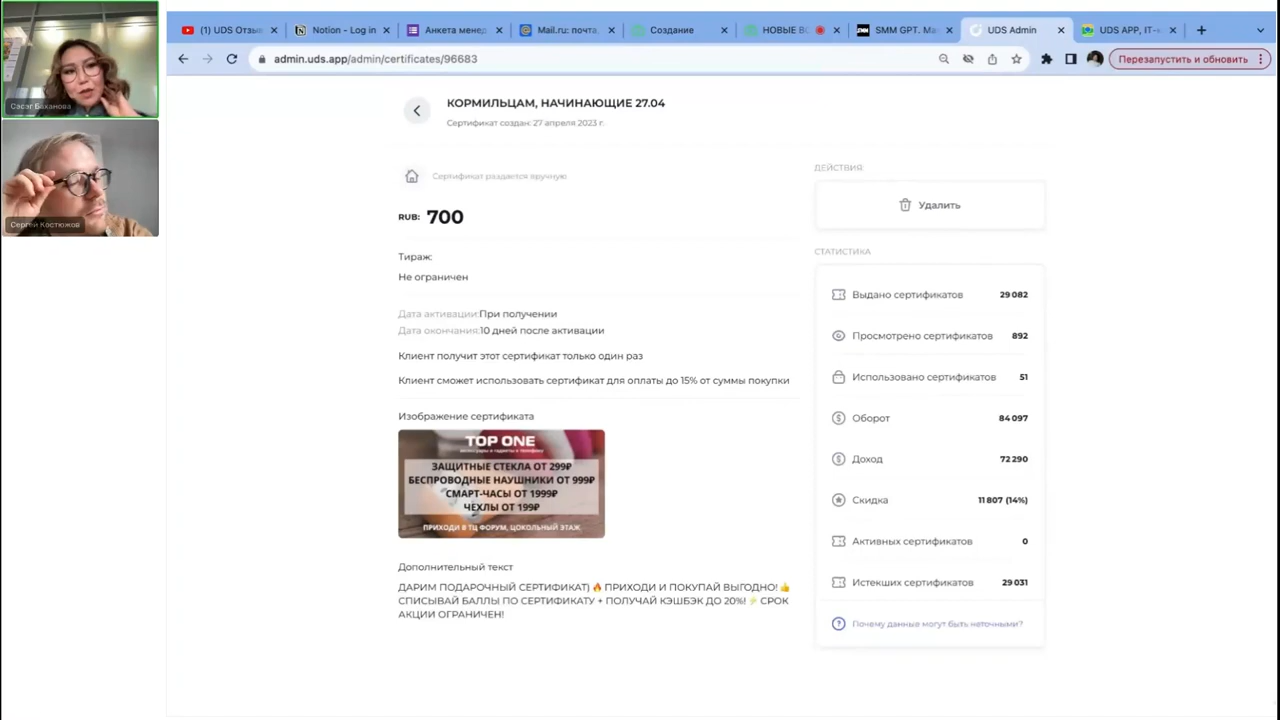 (1) UDS Отзы
Notion - Log in
Анкета менед
Mail.ru: почта,
Создание
НОВЫЕ ВО
SMM GPT. Ма
UDS Admin
UDS APP, IT-к
admin.uds.app/admin/certificates/96683
Перезапустить и обновить
Сэсэг Баханова
Сергей Костюжов
КОРМИЛЬЦАМ, НАЧИНАЮЩИЕ 27.04
Сертификат создан: 27 апреля 2023 г.
Сертификат раздается вручную
RUB: 700
Тираж:
Не ограничен
Дата активации:При получении
Дата окончания:10 дней после активации
Клиент получит этот сертификат только один раз
Клиент сможет использовать сертификат для оплаты до 15% от суммы покупки
Изображение сертификата
TOP ONE
аксессуары и гаджеты к телефону
ЗАЩИТНЫЕ СТЕКЛА ОТ 299₽
БЕСПРОВОДНЫЕ НАУШНИКИ ОТ 999₽
СМАРТ-ЧАСЫ ОТ 1999₽
ЧЕХЛЫ ОТ 199₽
ПРИХОДИ В ТЦ ФОРУМ, ЦОКОЛЬНЫЙ ЭТАЖ.
Дополнительный текст
ДАРИМ ПОДАРОЧНЫЙ СЕРТИФИКАТ) 🔥 ПРИХОДИ И ПОКУПАЙ ВЫГОДНО! 👍
СПИСЫВАЙ БАЛЛЫ ПО СЕРТИФИКАТУ + ПОЛУЧАЙ КЭШБЭК ДО 20%! ⚡ СРОК
АКЦИИ ОГРАНИЧЕН!
ДЕЙСТВИЯ:
Удалить
СТАТИСТИКА
Выдано сертификатов 29 082
Просмотрено сертификатов 892
Использовано сертификатов 51
Оборот 84 097
Доход 72 290
Скидка 11 807 (14%)
Активных сертификатов 0
Истекших сертификатов 29 031
Почему данные могут быть неточными?